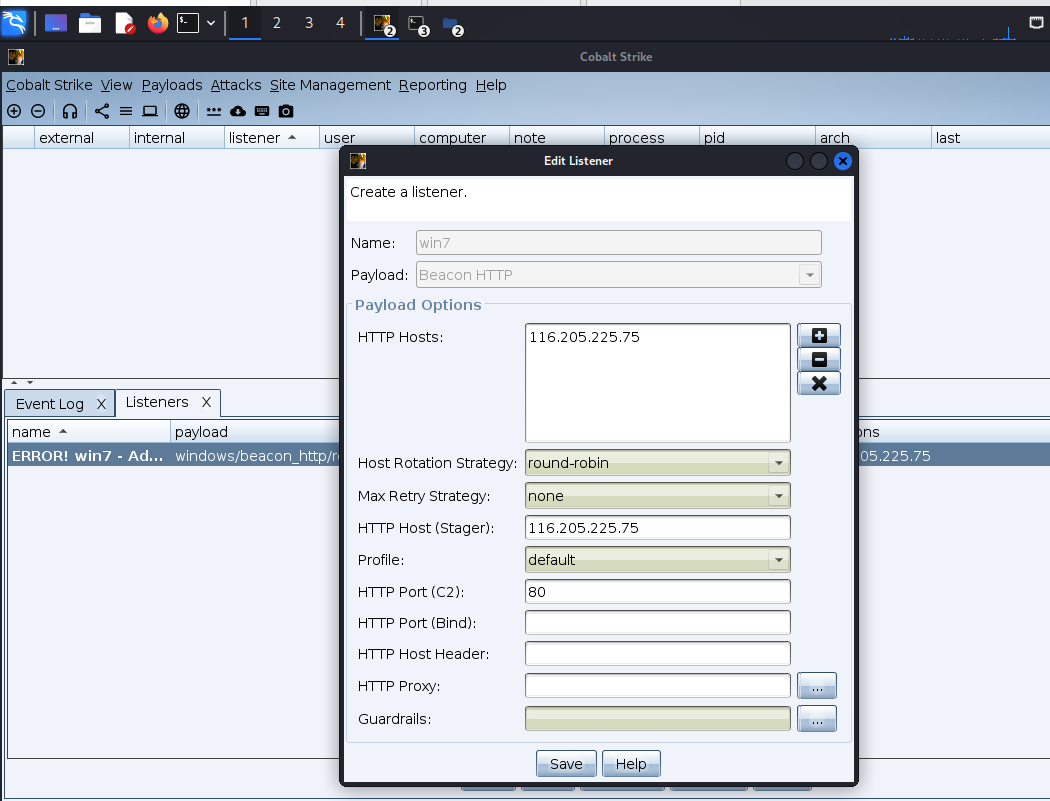 1 2 3 4 2 3 2
Cobalt Strike
Cobalt Strike View Payloads Attacks Site Management Reporting Help
external internal listener user computer note process pid arch last
Edit Listener
Create a listener.
Name: win7
Payload: Beacon HTTP
Payload Options
HTTP Hosts: 116.205.225.75
Event Log X Listeners X
name payload
ERROR! win7 - Ad... windows/beacon_http/r 05.225.75
Host Rotation Strategy: round-robin
Max Retry Strategy: none
HTTP Host (Stager): 116.205.225.75
Profile: default
HTTP Port (C2): 80
HTTP Port (Bind):
HTTP Host Header:
HTTP Proxy: ...
Guardrails: ...
Save Help